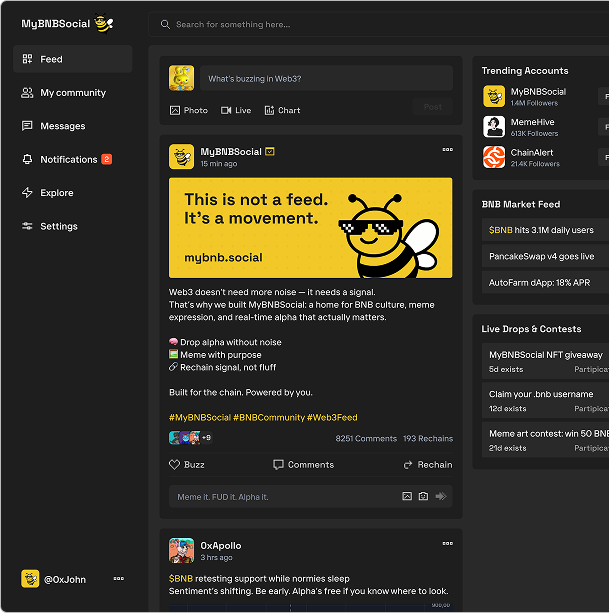 MyBNBSocial
Search for something here...
Feed
My community
Messages
Notifications 2
Explore
Settings
@0xJohn
What's buzzing in Web3?
Photo
Live
Chart
Post
MyBNBSocial
15 min ago
This is not a feed.
It's a movement.
mybnb.social
Web3 doesn't need more noise — it needs a signal.
That's why we built MyBNBSocial: a home for BNB culture, meme
expression, and real-time alpha that actually matters.
🧠 Drop alpha without noise
🖼️ Meme with purpose
🔗 Rechain signal, not fluff
Built for the chain. Powered by you.
#MyBNBSocial #BNBCommunity #Web3Feed
+9
8251 Comments 193 Rechains
Buzz
Comments
Rechain
Meme it. FUD it. Alpha it.
0xApollo
3 hrs ago
$BNB retesting support while normies sleep
Sentiment's shifting. Be early. Alpha's free if you know where to look.
900,00
Trending Accounts
MyBNBSocial
1.4M Followers
F
MemeHive
613K Followers
F
ChainAlert
21.4K Followers
F
BNB Market Feed
$BNB hits 3.1M daily users
PancakeSwap v4 goes live
AutoFarm dApp: 18% APR
Live Drops & Contests
MyBNBSocial NFT giveaway
5d exists Partipica
Claim your .bnb username
12d exists Partipica
Meme art contest: win 50 BN
21d exists Partipica